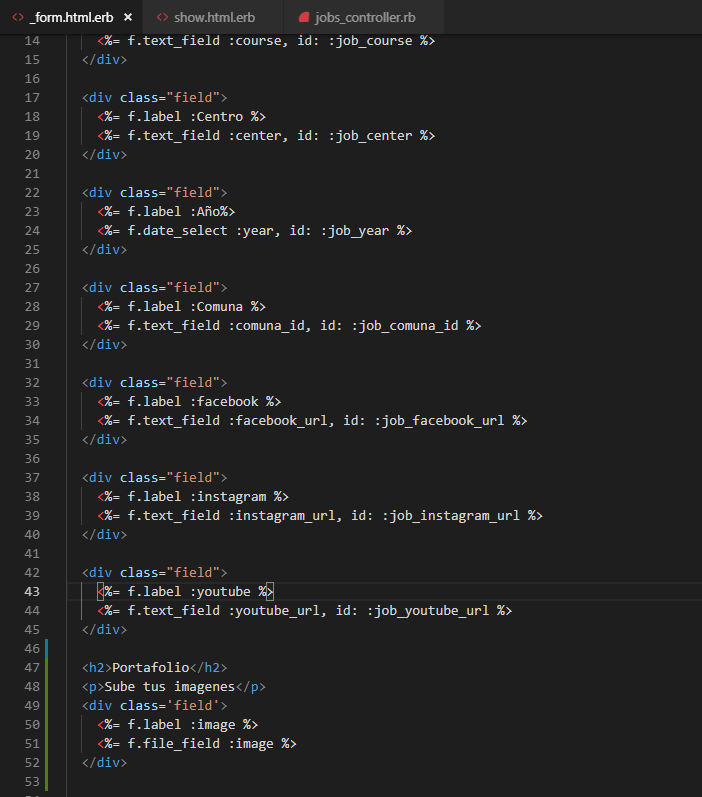 _form.html.erb × show.html.erb jobs_controller.rb
14 <%= f.text_field :course, id: :job_course %>
15 </div>
16
17 <div class="field">
18 <%= f.label :Centro %>
19 <%= f.text_field :center, id: :job_center %>
20 </div>
21
22 <div class="field">
23 <%= f.label :Año%>
24 <%= f.date_select :year, id: :job_year %>
25 </div>
26
27 <div class="field">
28 <%= f.label :Comuna %>
29 <%= f.text_field :comuna_id, id: :job_comuna_id %>
30 </div>
31
32 <div class="field">
33 <%= f.label :facebook %>
34 <%= f.text_field :facebook_url, id: :job_facebook_url %>
35 </div>
36
37 <div class="field">
38 <%= f.label :instagram %>
39 <%= f.text_field :instagram_url, id: :job_instagram_url %>
40 </div>
41
42 <div class="field">
43 <%= f.label :youtube %>
44 <%= f.text_field :youtube_url, id: :job_youtube_url %>
45 </div>
46
47 <h2>Portafolio</h2>
48 <p>Sube tus imagenes</p>
49 <div class='field'>
50 <%= f.label :image %>
51 <%= f.file_field :image %>
52 </div>
53